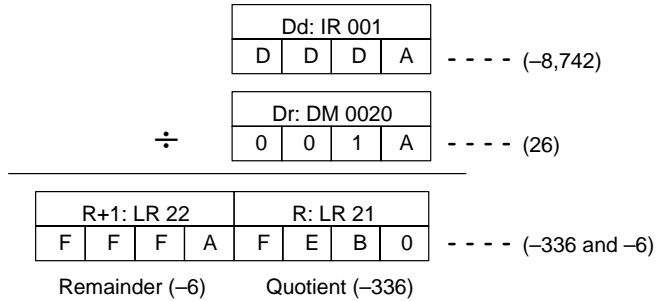 Dd: IR 001
D D D A - - - - (–8,742)
Dr: DM 0020
÷ 0 0 1 A - - - - (26)
R+1: LR 22 R: LR 21
F F F A F E B 0 - - - - (–336 and –6)
Remainder (–6) Quotient (–336)